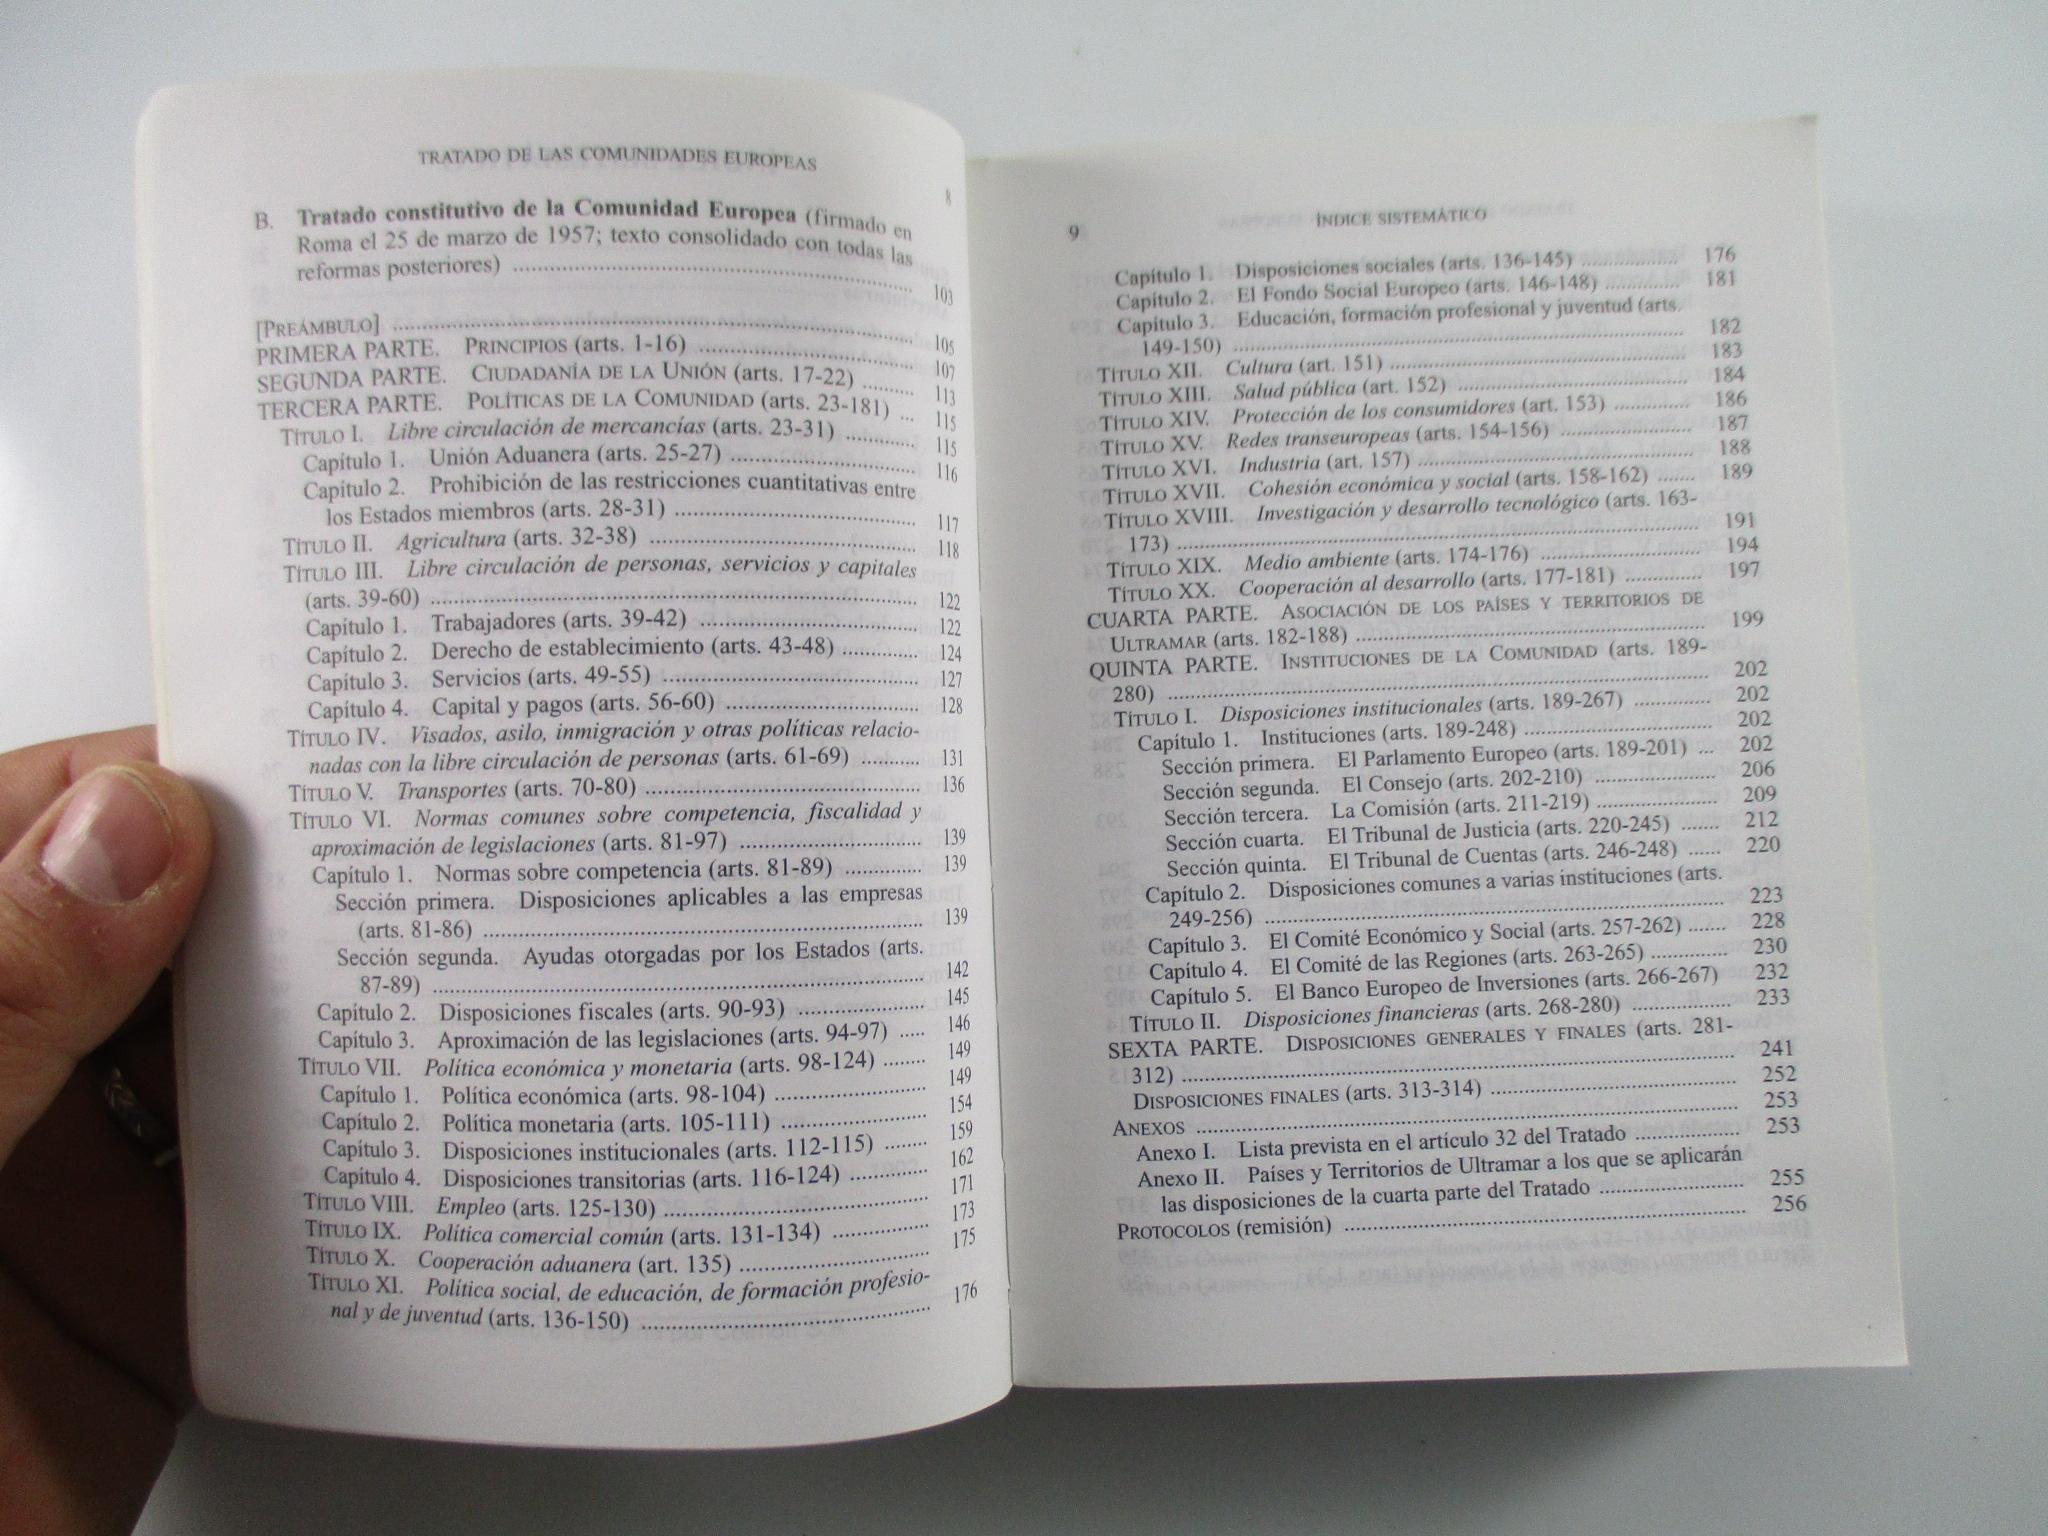 TRATADO DE LAS COMUNIDADES EUROPEAS
8
B. Tratado constitutivo de la Comunidad Europea (firmado en
Roma el 25 de marzo de 1957; texto consolidado con todas las
reformas posteriores) ........ 103
[PREÁMBULO] ........ 105
PRIMERA PARTE. PRINCIPIOS (arts. 1-16) ........ 107
SEGUNDA PARTE. CIUDADANÍA DE LA UNIÓN (arts. 17-22) ........ 113
TERCERA PARTE. POLÍTICAS DE LA COMUNIDAD (arts. 23-181) ... 115
TÍTULO I. Libre circulación de mercancías (arts. 23-31) ........ 115
Capítulo 1. Unión Aduanera (arts. 25-27) ........ 116
Capítulo 2. Prohibición de las restricciones cuantitativas entre
los Estados miembros (arts. 28-31) ........ 117
TÍTULO II. Agricultura (arts. 32-38) ........ 118
TÍTULO III. Libre circulación de personas, servicios y capitales
(arts. 39-60) ........ 122
Capítulo 1. Trabajadores (arts. 39-42) ........ 122
Capítulo 2. Derecho de establecimiento (arts. 43-48) ........ 124
Capítulo 3. Servicios (arts. 49-55) ........ 127
Capítulo 4. Capital y pagos (arts. 56-60) ........ 128
TÍTULO IV. Visados, asilo, inmigración y otras políticas relacio-
nadas con la libre circulación de personas (arts. 61-69) ........ 131
TÍTULO V. Transportes (arts. 70-80) ........ 136
TÍTULO VI. Normas comunes sobre competencia, fiscalidad y
aproximación de legislaciones (arts. 81-97) ........ 139
Capítulo 1. Normas sobre competencia (arts. 81-89) ........ 139
Sección primera. Disposiciones aplicables a las empresas
(arts. 81-86) ........ 139
Sección segunda. Ayudas otorgadas por los Estados (arts.
87-89) ........ 142
Capítulo 2. Disposiciones fiscales (arts. 90-93) ........ 145
Capítulo 3. Aproximación de las legislaciones (arts. 94-97) ..... 146
TÍTULO VII. Política económica y monetaria (arts. 98-124) ........ 149
Capítulo 1. Política económica (arts. 98-104) ........ 149
Capítulo 2. Política monetaria (arts. 105-111) ........ 154
Capítulo 3. Disposiciones institucionales (arts. 112-115) ........ 159
Capítulo 4. Disposiciones transitorias (arts. 116-124) ........ 162
TÍTULO VIII. Empleo (arts. 125-130) ........ 171
TÍTULO IX. Política comercial común (arts. 131-134) ........ 173
TÍTULO X. Cooperación aduanera (art. 135) ........ 175
TÍTULO XI. Política social, de educación, de formación profesio-
nal y de juventud (arts. 136-150) ........ 176
9
ÍNDICE SISTEMÁTICO
Capítulo 1. Disposiciones sociales (arts. 136-145) ........ 176
Capítulo 2. El Fondo Social Europeo (arts. 146-148) ........ 181
Capítulo 3. Educación, formación profesional y juventud (arts.
149-150) ........ 182
TÍTULO XII. Cultura (art. 151) ........ 183
TÍTULO XIII. Salud pública (art. 152) ........ 184
TÍTULO XIV. Protección de los consumidores (art. 153) ........ 186
TÍTULO XV. Redes transeuropeas (arts. 154-156) ........ 187
TÍTULO XVI. Industria (art. 157) ........ 188
TÍTULO XVII. Cohesión económica y social (arts. 158-162) ....... 189
TÍTULO XVIII. Investigación y desarrollo tecnológico (arts. 163-
173) ........ 191
TÍTULO XIX. Medio ambiente (arts. 174-176) ........ 194
TÍTULO XX. Cooperación al desarrollo (arts. 177-181) ........ 197
CUARTA PARTE. ASOCIACIÓN DE LOS PAÍSES Y TERRITORIOS DE
ULTRAMAR (arts. 182-188) ........ 199
QUINTA PARTE. INSTITUCIONES DE LA COMUNIDAD (arts. 189-
280) ........ 202
TÍTULO I. Disposiciones institucionales (arts. 189-267) ........ 202
Capítulo 1. Instituciones (arts. 189-248) ........ 202
Sección primera. El Parlamento Europeo (arts. 189-201) ... 202
Sección segunda. El Consejo (arts. 202-210) ........ 206
Sección tercera. La Comisión (arts. 211-219) ........ 209
Sección cuarta. El Tribunal de Justicia (arts. 220-245) ....... 212
Sección quinta. El Tribunal de Cuentas (arts. 246-248) ...... 220
Capítulo 2. Disposiciones comunes a varias instituciones (arts.
249-256) ........ 223
Capítulo 3. El Comité Económico y Social (arts. 257-262) ....... 228
Capítulo 4. El Comité de las Regiones (arts. 263-265) ........ 230
Capítulo 5. El Banco Europeo de Inversiones (arts. 266-267) 232
TÍTULO II. Disposiciones financieras (arts. 268-280) ........ 233
SEXTA PARTE. DISPOSICIONES GENERALES Y FINALES (arts. 281-
312) ........ 241
DISPOSICIONES FINALES (arts. 313-314) ........ 252
ANEXOS ........ 253
Anexo I. Lista prevista en el artículo 32 del Tratado ........ 253
Anexo II. Países y Territorios de Ultramar a los que se aplicarán
las disposiciones de la cuarta parte del Tratado ........ 255
PROTOCOLOS (remisión) ........ 256